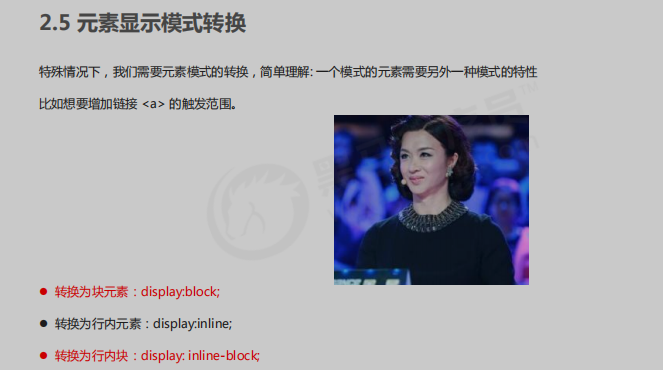 2.5 元素显示模式转换
特殊情况下，我们需要元素模式的转换，简单理解: 一个模式的元素需要另外一种模式的特性
比如想要增加链接 <a> 的触发范围。
● 转换为块元素：display:block;
● 转换为行内元素：display:inline;
● 转换为行内块：display: inline-block;